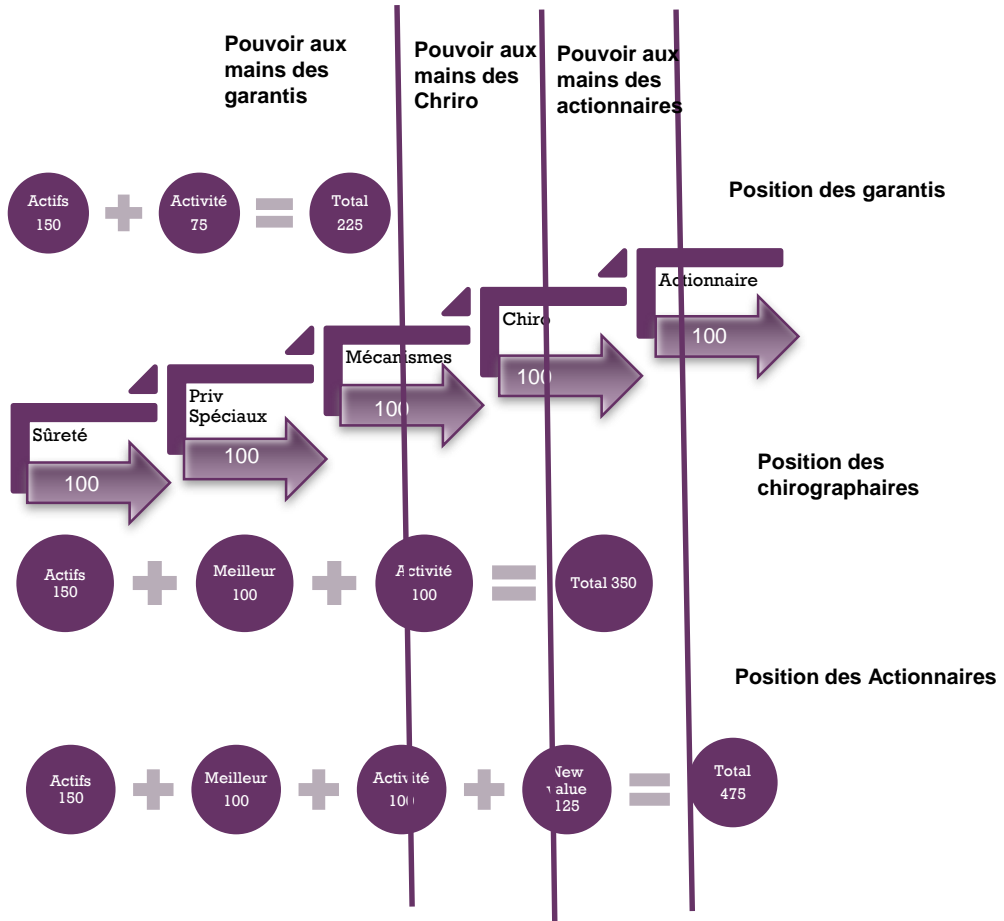 Pouvoir aux
mains des
garantis
Pouvoir aux
mains des
Chriro
Pouvoir aux
mains des
actionnaires
Actifs
150
Activité
75
Total
225
Position des garantis
Actionnaire
100
Chiro
100
Mécanismes
100
Priv
Spéciaux
100
Sûreté
100
Position des
chirographaires
Actifs
150
Meilleur
100
Activité
100
Total 350
Position des Actionnaires
Actifs
150
Meilleur
100
Activité
100
New
value
125
Total
475